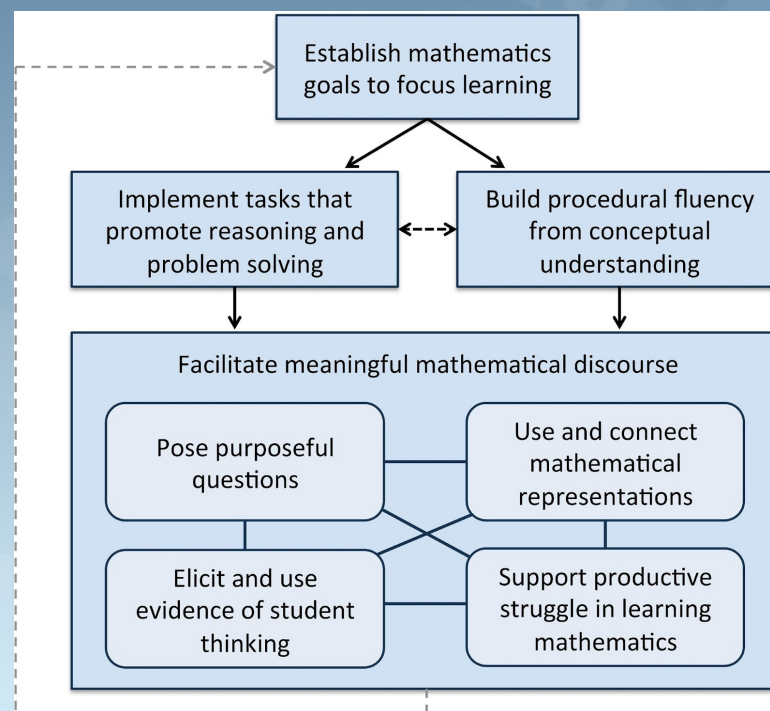 Establish mathematics
goals to focus learning
Implement tasks that
promote reasoning and
problem solving
Build procedural fluency
from conceptual
understanding
Facilitate meaningful mathematical discourse
Pose purposeful
questions
Use and connect
mathematical
representations
Elicit and use
evidence of student
thinking
Support productive
struggle in learning
mathematics